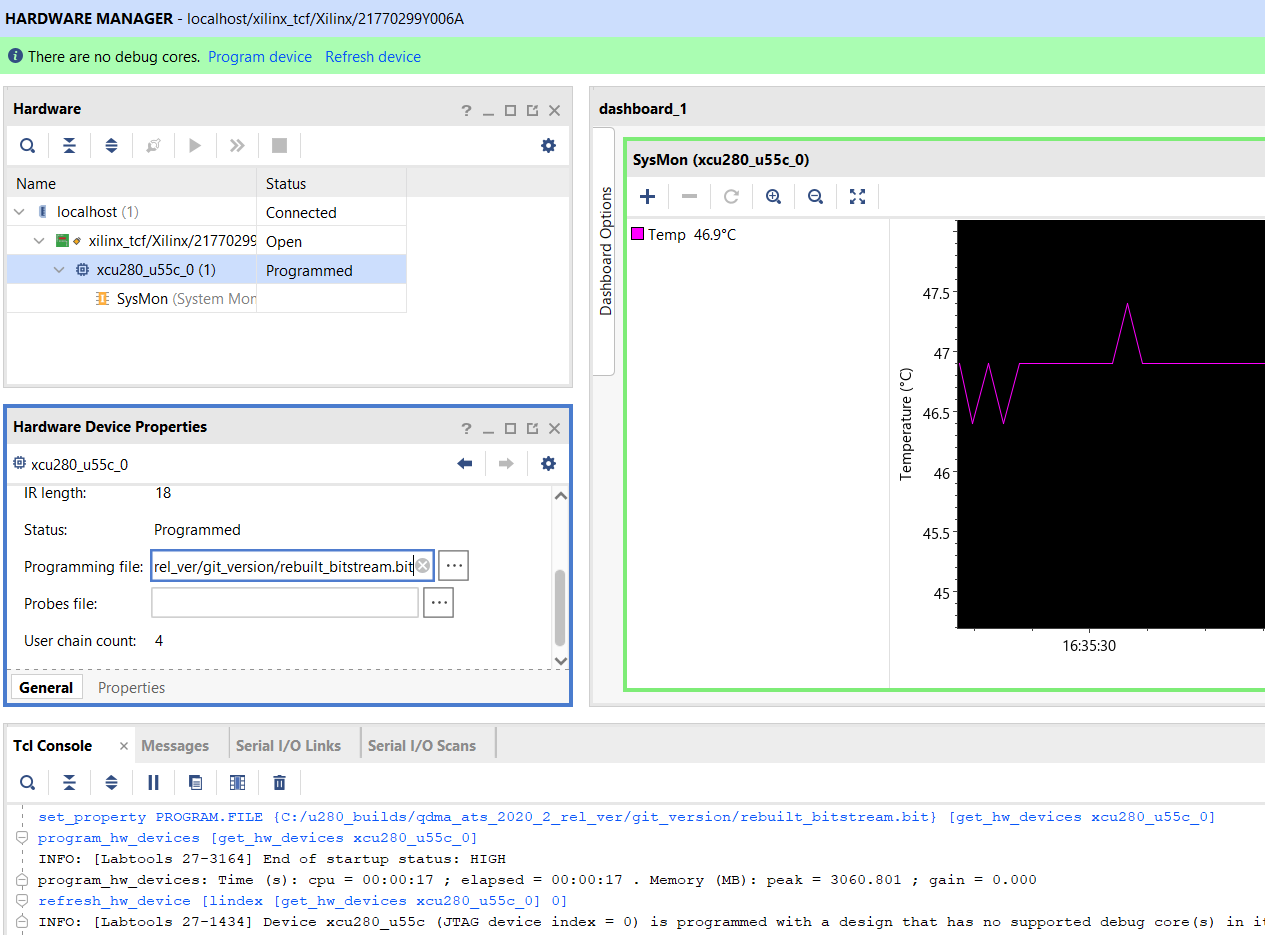 HARDWARE MANAGER - localhost/xilinx_tcf/Xilinx/21770299Y006A
There are no debug cores. Program device Refresh device
Hardware
Name Status
localhost (1) Connected
xilinx_tcf/Xilinx/21770299 Open
xcu280_u55c_0 (1) Programmed
SysMon (System Mon
Hardware Device Properties
xcu280_u55c_0
IR length: 18
Status: Programmed
Programming file: rel_ver/git_version/rebuilt_bitstream.bit
Probes file:
User chain count: 4
General Properties
dashboard_1
Dashboard Options
SysMon (xcu280_u55c_0)
Temp 46.9°C
Temperature (°C)
47.5
47
46.5
46
45.5
45
16:35:30
Tcl Console Messages Serial I/O Links Serial I/O Scans
set_property PROGRAM.FILE {C:/u280_builds/qdma_ats_2020_2_rel_ver/git_version/rebuilt_bitstream.bit} [get_hw_devices xcu280_u55c_0]
program_hw_devices [get_hw_devices xcu280_u55c_0]
INFO: [Labtools 27-3164] End of startup status: HIGH
program_hw_devices: Time (s): cpu = 00:00:17 ; elapsed = 00:00:17 . Memory (MB): peak = 3060.801 ; gain = 0.000
refresh_hw_device [lindex [get_hw_devices xcu280_u55c_0] 0]
INFO: [Labtools 27-1434] Device xcu280_u55c (JTAG device index = 0) is programmed with a design that has no supported debug core(s) in it